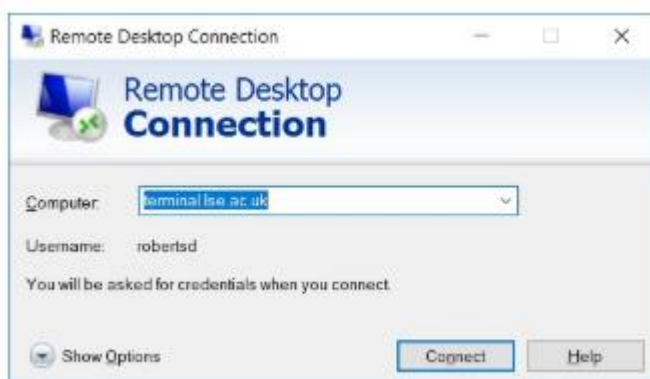 Remote Desktop Connection
Remote Desktop
Connection
Computer: terminal.lse.ac.uk
Username: robertsd
You will be asked for credentials when you connect.
Show Options Connect Help